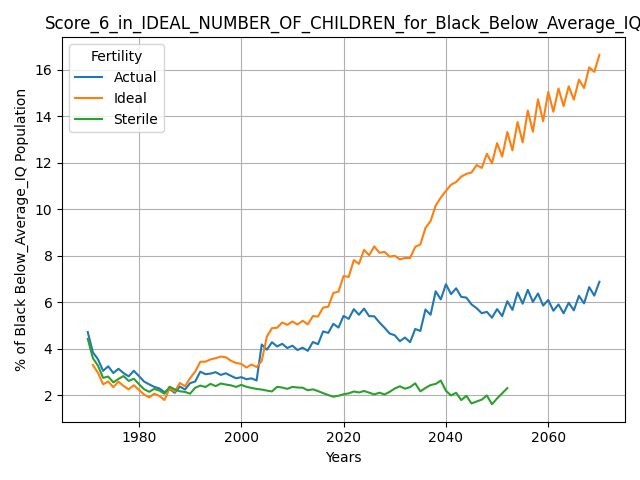 Score_6_in_IDEAL_NUMBER_OF_CHILDREN_for_Black_Below_Average_IQ
Fertility
Actual
Ideal
Sterile
16
14
12
10
8
6
4
2
% of Black Below_Average_IQ Population
1980
2000
2020
2040
2060
Years